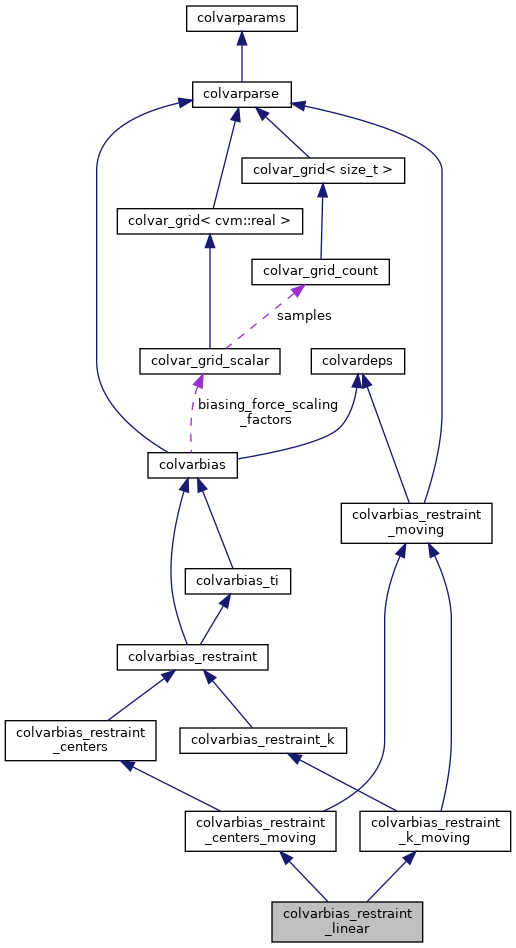 colvarparams
colvarparse
colvar_grid< size_t >
colvar_grid< cvm::real >
colvar_grid_count
samples
colvar_grid_scalar
colvardeps
biasing_force_scaling
_factors
colvarbias
colvarbias_restraint
_moving
colvarbias_ti
colvarbias_restraint
colvarbias_restraint
_centers
colvarbias_restraint_k
colvarbias_restraint
_centers_moving
colvarbias_restraint
_k_moving
colvarbias_restraint
_linear